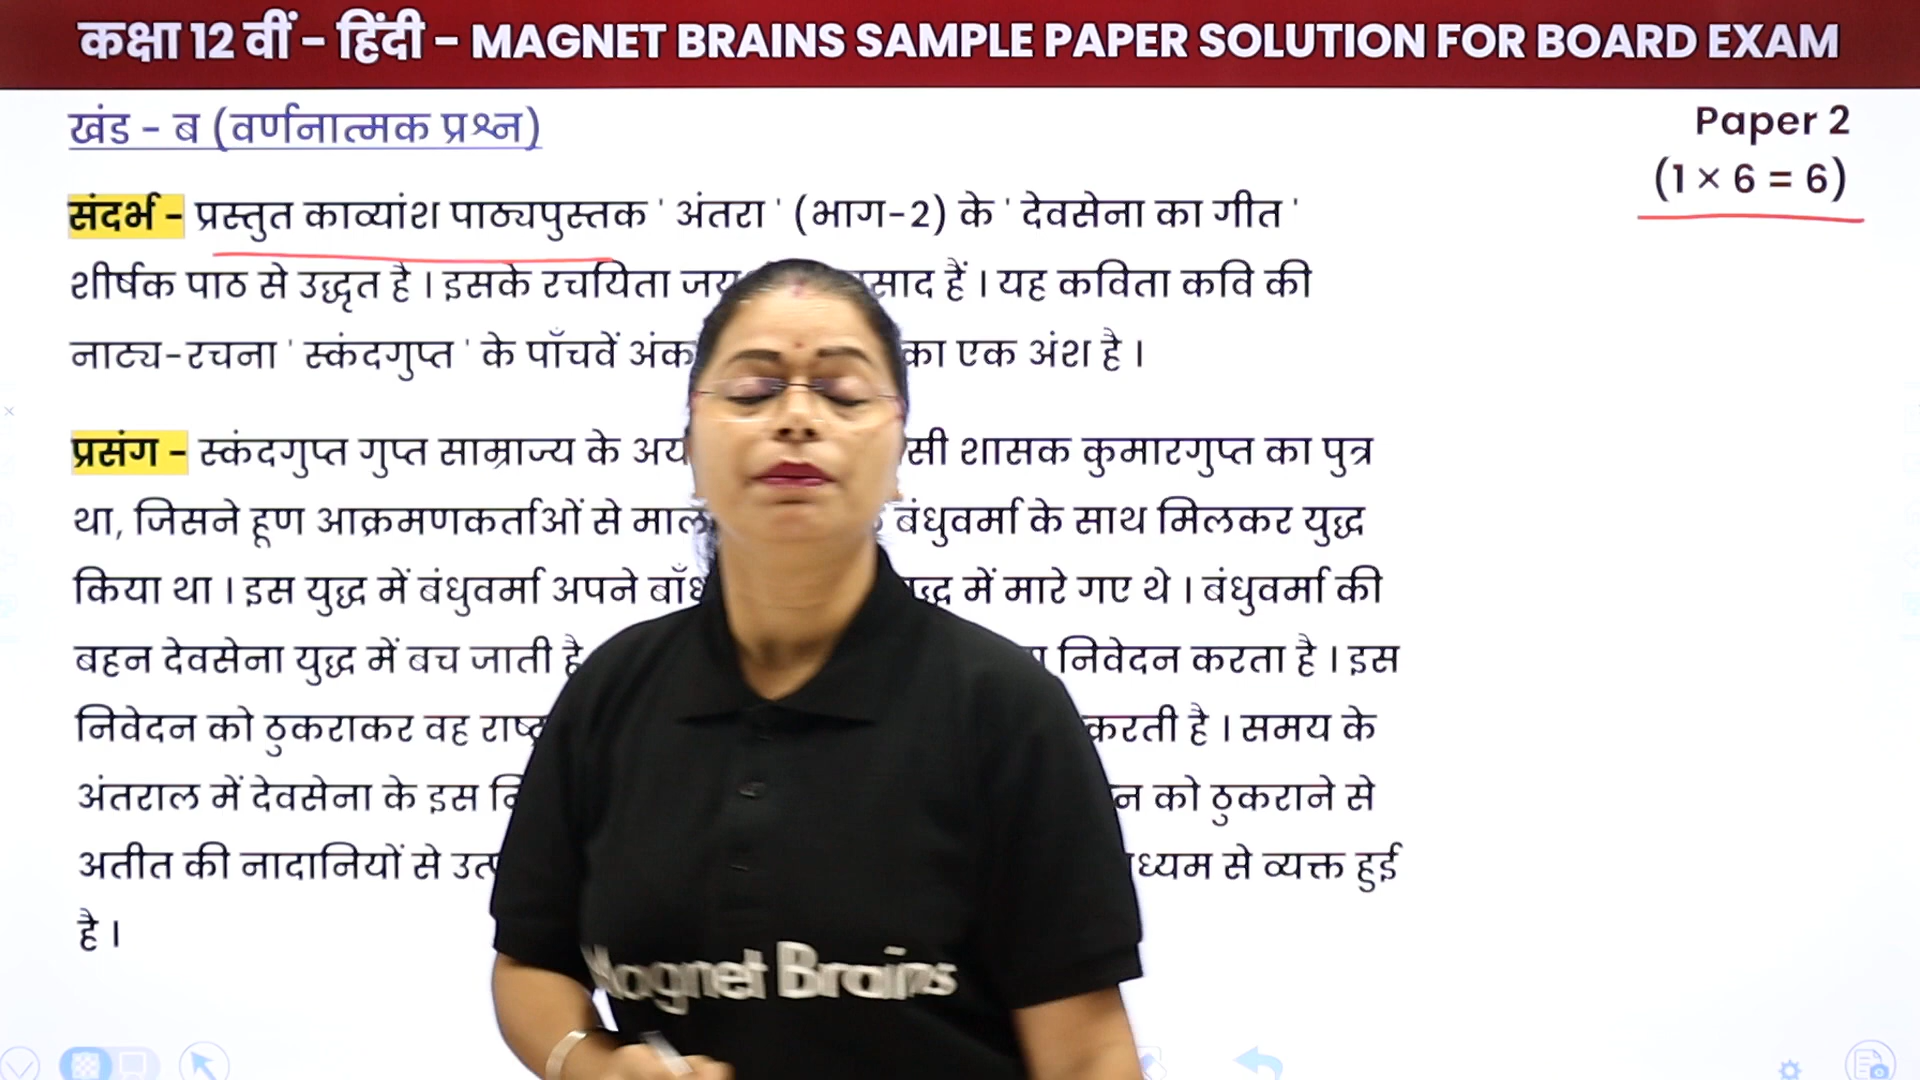 कक्षा 12 वीं - हिंदी - MAGNET BRAINS SAMPLE PAPER SOLUTION FOR BOARD EXAM
खंड - ब (वर्णनात्मक प्रश्न)
Paper 2
(1 × 6 = 6)
संदर्भ - प्रस्तुत काव्यांश पाठ्यपुस्तक ' अंतरा ' (भाग-2) के ' देवसेना का गीत '
शीर्षक पाठ से उद्धृत है । इसके रचयिता हैं । यह कविता कवि की
नाट्य-रचना ' स्कंदगुप्त ' के पाँचवें अंक का एक अंश है ।
प्रसंग - स्कंदगुप्त गुप्त साम्राज्य के शासक कुमारगुप्त का पुत्र
था, जिसने हूण आक्रमणकर्ताओं से बंधुवर्मा के साथ मिलकर युद्ध
किया था । इस युद्ध में बंधुवर्मा अपने में मारे गए थे । बंधुवर्मा की
बहन देवसेना युद्ध में बच जाती है निवेदन करता है । इस
निवेदन को ठुकराकर वह करती है । समय के
अंतराल में देवसेना के इस को ठुकराने से
अतीत की नादानियों से से व्यक्त हुई
है ।
Magnet Brains